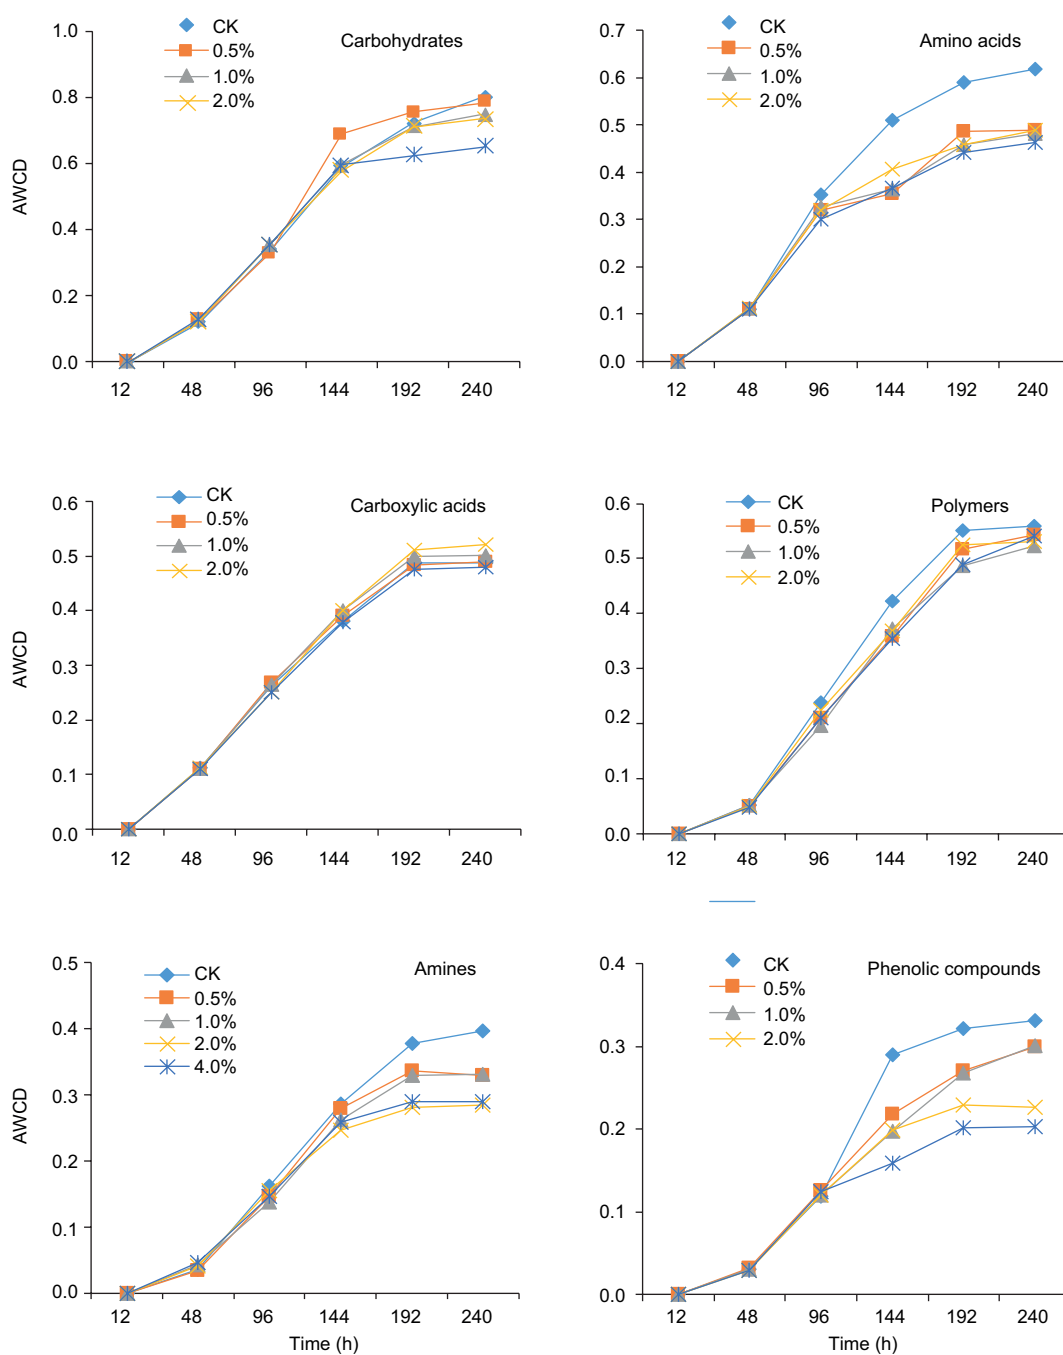 Carbohydrates
CK
0.5%
1.0%
2.0%
AWCD
1.0
0.8
0.6
0.4
0.2
0.0
12 48 96 144 192 240
Amino acids
CK
0.5%
1.0%
2.0%
0.7
0.6
0.5
0.4
0.3
0.2
0.1
0.0
12 48 96 144 192 240
Carboxylic acids
CK
0.5%
1.0%
2.0%
AWCD
0.6
0.5
0.4
0.3
0.2
0.1
0.0
12 48 96 144 192 240
Polymers
CK
0.5%
1.0%
2.0%
0.6
0.5
0.4
0.3
0.2
0.1
0.0
12 48 96 144 192 240
Amines
CK
0.5%
1.0%
2.0%
4.0%
AWCD
0.5
0.4
0.3
0.2
0.1
0.0
12 48 96 144 192 240
Time (h)
Phenolic compounds
CK
0.5%
1.0%
2.0%
0.4
0.3
0.2
0.1
0.0
12 48 96 144 192 240
Time (h)